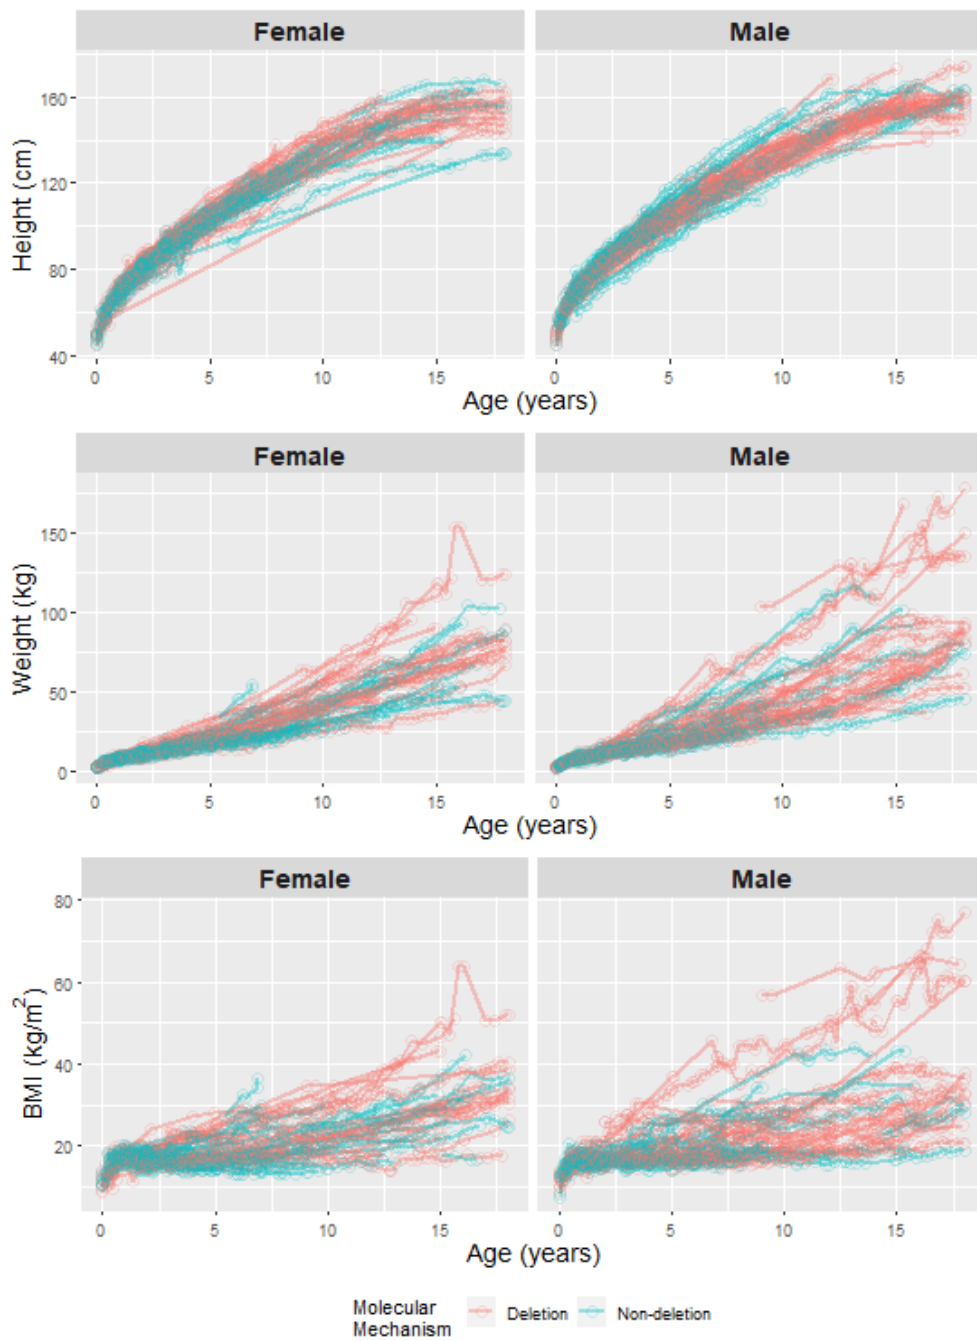 Female Male
Height (cm)
160
120
80
40
0 5 10 15 0 5 10 15
Age (years)
Female Male
Weight (kg)
150
100
50
0
0 5 10 15 0 5 10 15
Age (years)
Female Male
BMI (kg/m²)
80
60
40
20
0 5 10 15 0 5 10 15
Age (years)
Molecular
Mechanism Deletion Non-deletion